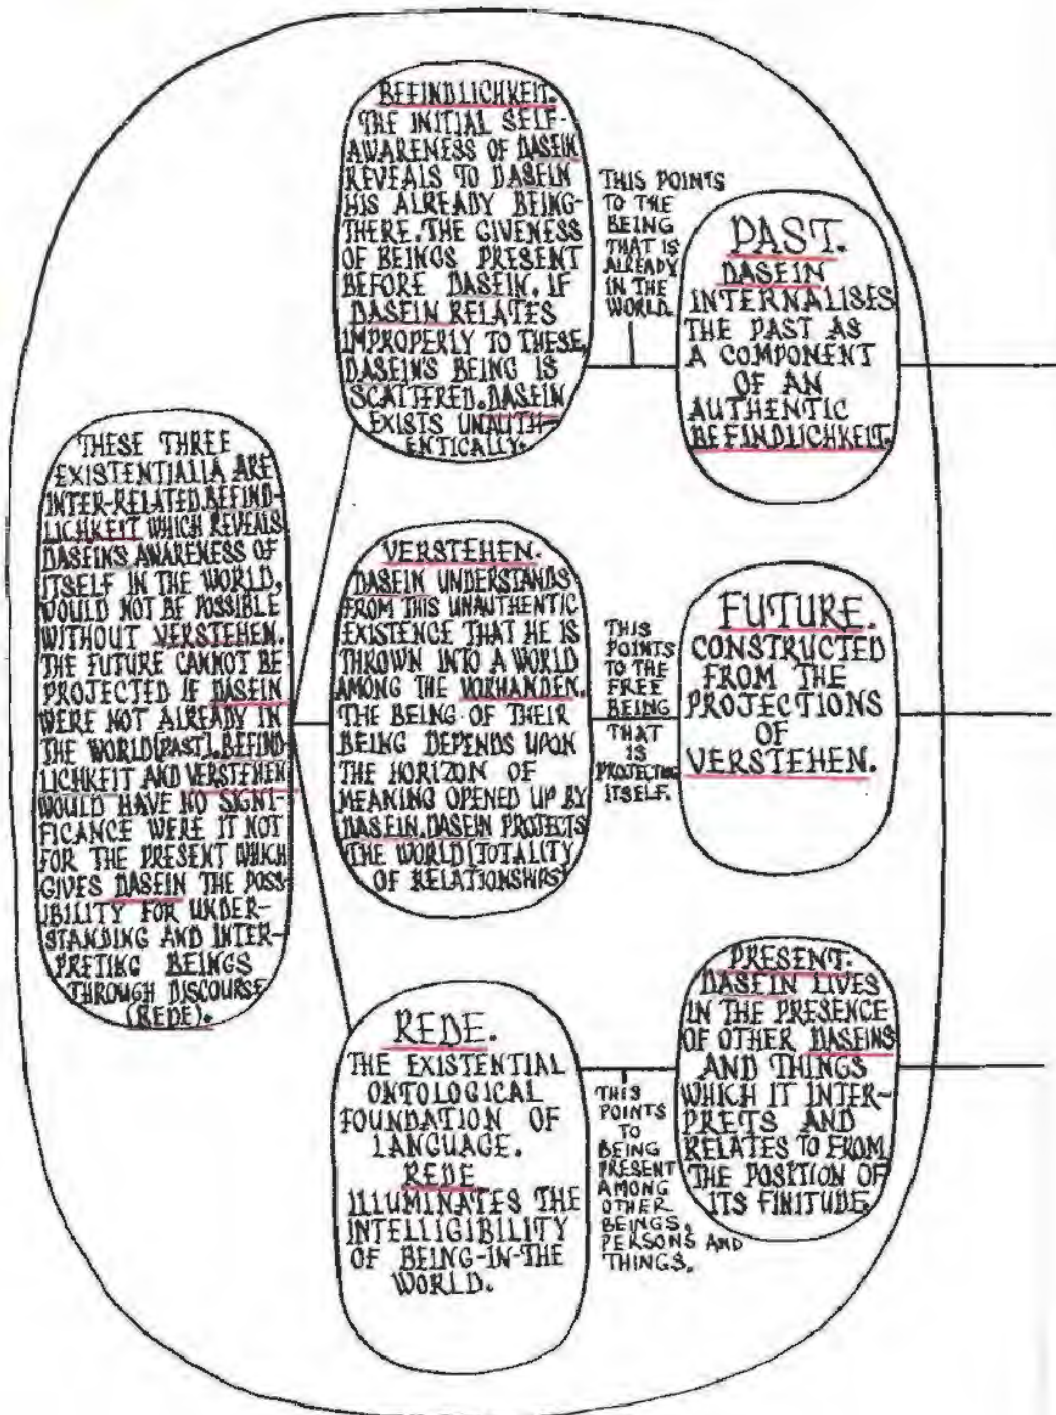 THESE THREE
EXISTENTIALIA ARE
INTER-RELATED. BEFIND-
LICHKEIT WHICH REVEALS
DASEINS AWARENESS OF
ITSELF IN THE WORLD,
WOULD NOT BE POSSIBLE
WITHOUT VERSTEHEN.
THE FUTURE CANNOT BE
PROJECTED IF DASEIN
WERE NOT ALREADY IN
THE WORLD(PAST). BEFIND-
LICHKEIT AND VERSTEHEN
WOULD HAVE NO SIGNI-
FICANCE WERE IT NOT
FOR THE PRESENT WHICH
GIVES DASEIN THE POSS-
IBILITY FOR UNDER-
STANDING AND INTER-
PRETING BEINGS
THROUGH DISCOURSE
(REDE).
BEFINDLICHKEIT.
THE INITIAL SELF-
AWARENESS OF DASEIN
REVEALS TO DASEIN
HIS ALREADY BEING-
THERE. THE GIVENESS
OF BEINGS PRESENT
BEFORE DASEIN. IF
DASEIN RELATES
IMPROPERLY TO THESE,
DASEIN'S BEING IS
SCATTERED. DASEIN
EXISTS UNAUTH-
ENTICALLY.
THIS POINTS
TO THE
BEING
THAT IS
ALREADY
IN THE
WORLD.
PAST.
DASEIN
INTERNALISES
THE PAST AS
A COMPONENT
OF AN
AUTHENTIC
BEFINDLICHKEIT.
VERSTEHEN.
DASEIN UNDERSTANDS
FROM THIS UNAUTHENTIC
EXISTENCE THAT HE IS
THROWN INTO A WORLD
AMONG THE VORHANDEN.
THE BEING OF THEIR
BEING DEPENDS UPON
THE HORIZON OF
MEANING OPENED UP BY
DASEIN. DASEIN PROJECTS
THE WORLD(TOTALITY
OF RELATIONSHIPS)
THIS
POINTS
TO THE
FREE
BEING
THAT
IS
PROJECTING
ITSELF.
FUTURE.
CONSTRUCTED
FROM THE
PROJECTIONS
OF
VERSTEHEN.
REDE.
THE EXISTENTIAL
ONTOLOGICAL
FOUNDATION OF
LANGUAGE.
REDE
ILLUMINATES THE
INTELLIGIBILITY
OF BEING-IN-THE
WORLD.
THIS
POINTS
TO
BEING
PRESENT
AMONG
OTHER
BEINGS,
PERSONS AND
THINGS.
PRESENT.
DASEIN LIVES
IN THE PRESENCE
OF OTHER DASEINS
AND THINGS
WHICH IT INTER-
PRETS AND
RELATES TO FROM
THE POSITION OF
ITS FINITUDE.